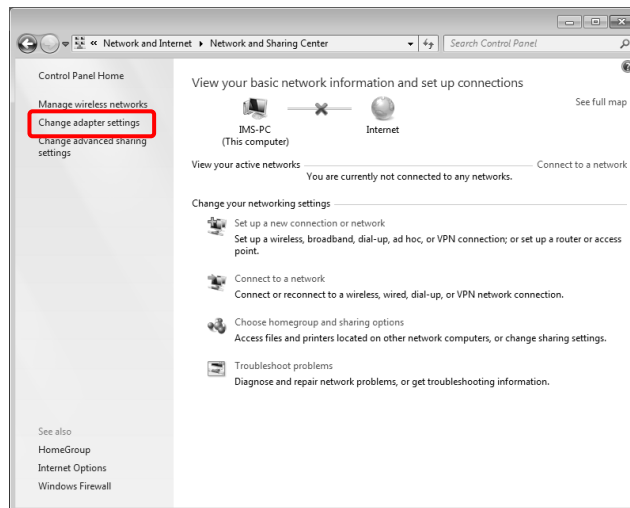 « Network and Internet ▸ Network and Sharing Center
Search Control Panel
Control Panel Home
Manage wireless networks
Change adapter settings
Change advanced sharing
settings
View your basic network information and set up connections
See full map
IMS-PC
(This computer)
Internet
View your active networks
Connect to a network
You are currently not connected to any networks.
Change your networking settings
Set up a new connection or network
Set up a wireless, broadband, dial-up, ad hoc, or VPN connection; or set up a router or access
point.
Connect to a network
Connect or reconnect to a wireless, wired, dial-up, or VPN network connection.
Choose homegroup and sharing options
Access files and printers located on other network computers, or change sharing settings.
Troubleshoot problems
Diagnose and repair network problems, or get troubleshooting information.
See also
HomeGroup
Internet Options
Windows Firewall